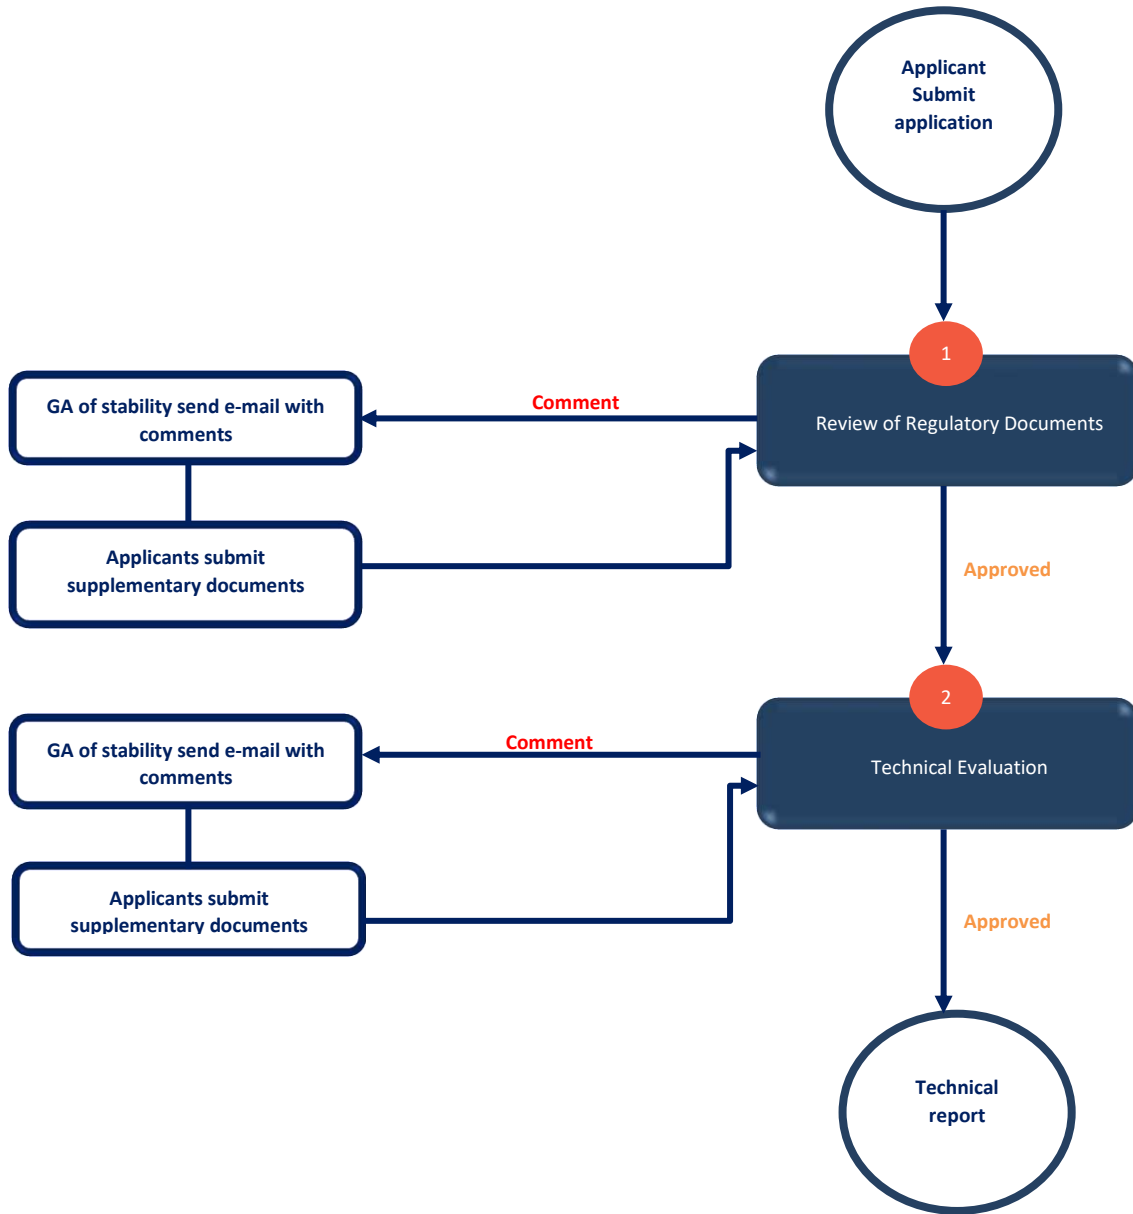 Applicant
Submit
application
1
Review of Regulatory Documents
Comment
GA of stability send e-mail with
comments
Applicants submit
supplementary documents
Approved
2
Technical Evaluation
Comment
GA of stability send e-mail with
comments
Applicants submit
supplementary documents
Approved
Technical
report